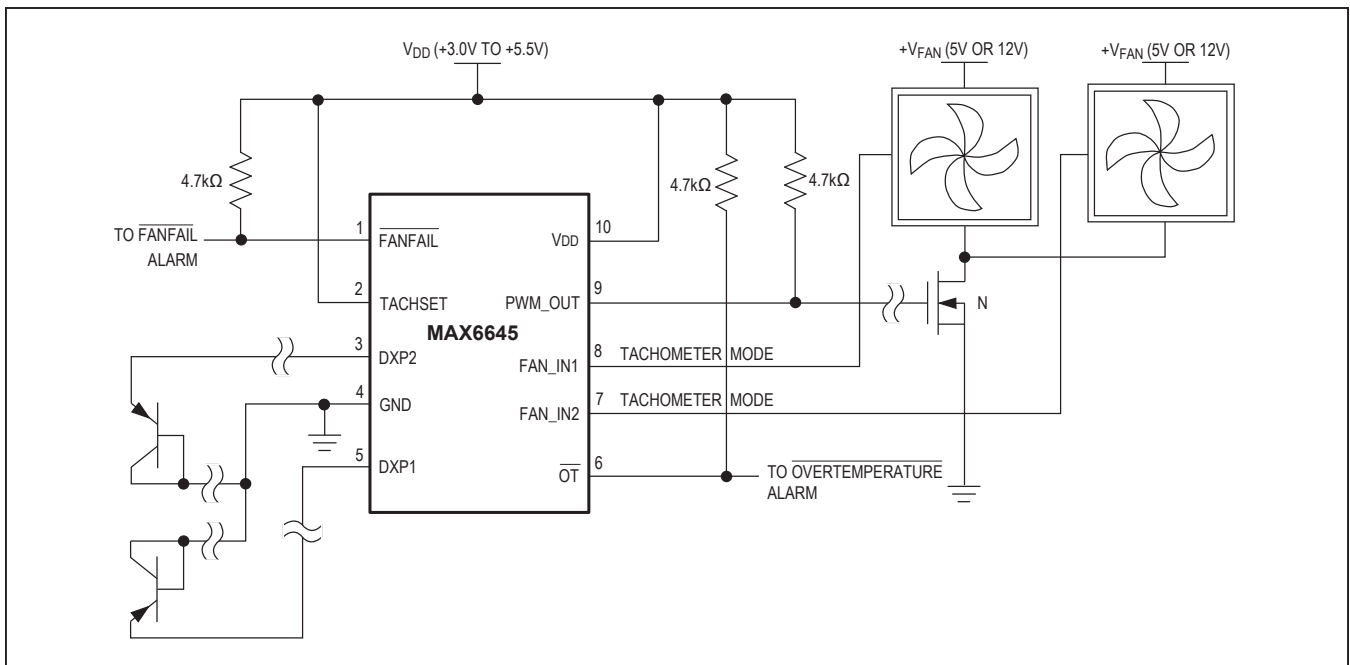 VDD (+3.0V TO +5.5V)
+VFAN (5V OR 12V)
+VFAN (5V OR 12V)
4.7kΩ
4.7kΩ
4.7kΩ
TO FANFAIL
ALARM
1
FANFAIL
VDD
10
2
TACHSET
PWM_OUT
9
N
MAX6645
3
DXP2
FAN_IN1
8
TACHOMETER MODE
4
GND
FAN_IN2
7
TACHOMETER MODE
5
DXP1
OT
6
TO OVERTEMPERATURE
ALARM